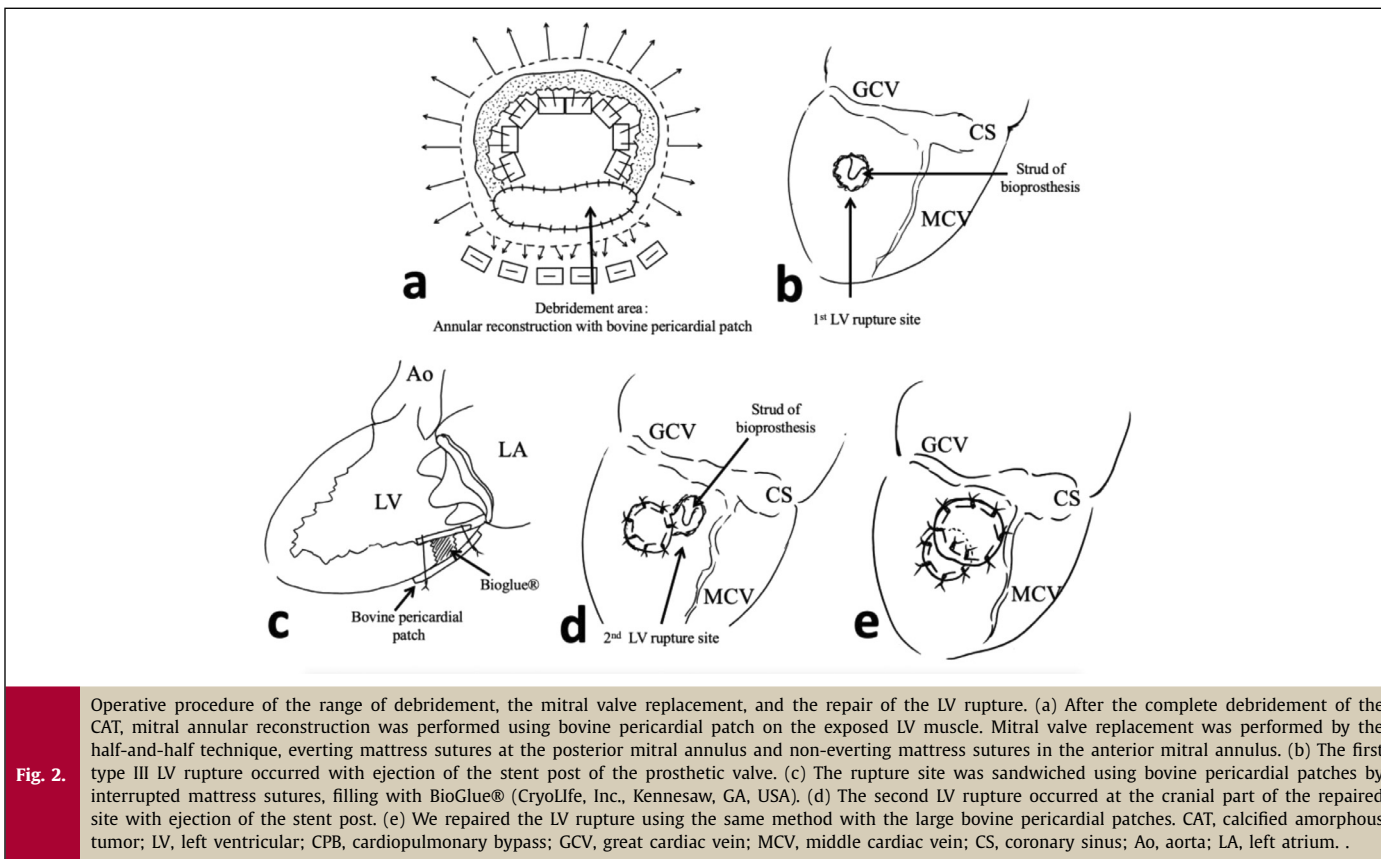 GCV
CS
Strud of
bioprosthesis
MCV
a
b
Debridement area :
Annular reconstruction with bovine pericardial patch
1st LV rupture site
Ao
LA
LV
Bioglue®
Bovine pericardial
patch
c
Strud of
bioprosthesis
GCV
CS
MCV
d
2nd LV rupture site
GCV
CS
MCV
e
Fig. 2.
Operative procedure of the range of debridement, the mitral valve replacement, and the repair of the LV rupture. (a) After the complete debridement of the
CAT, mitral annular reconstruction was performed using bovine pericardial patch on the exposed LV muscle. Mitral valve replacement was performed by the
half-and-half technique, everting mattress sutures at the posterior mitral annulus and non-everting mattress sutures in the anterior mitral annulus. (b) The first
type III LV rupture occurred with ejection of the stent post of the prosthetic valve. (c) The rupture site was sandwiched using bovine pericardial patches by
interrupted mattress sutures, filling with BioGlue® (CryoLIfe, Inc., Kennesaw, GA, USA). (d) The second LV rupture occurred at the cranial part of the repaired
site with ejection of the stent post. (e) We repaired the LV rupture using the same method with the large bovine pericardial patches. CAT, calcified amorphous
tumor; LV, left ventricular; CPB, cardiopulmonary bypass; GCV, great cardiac vein; MCV, middle cardiac vein; CS, coronary sinus; Ao, aorta; LA, left atrium. .